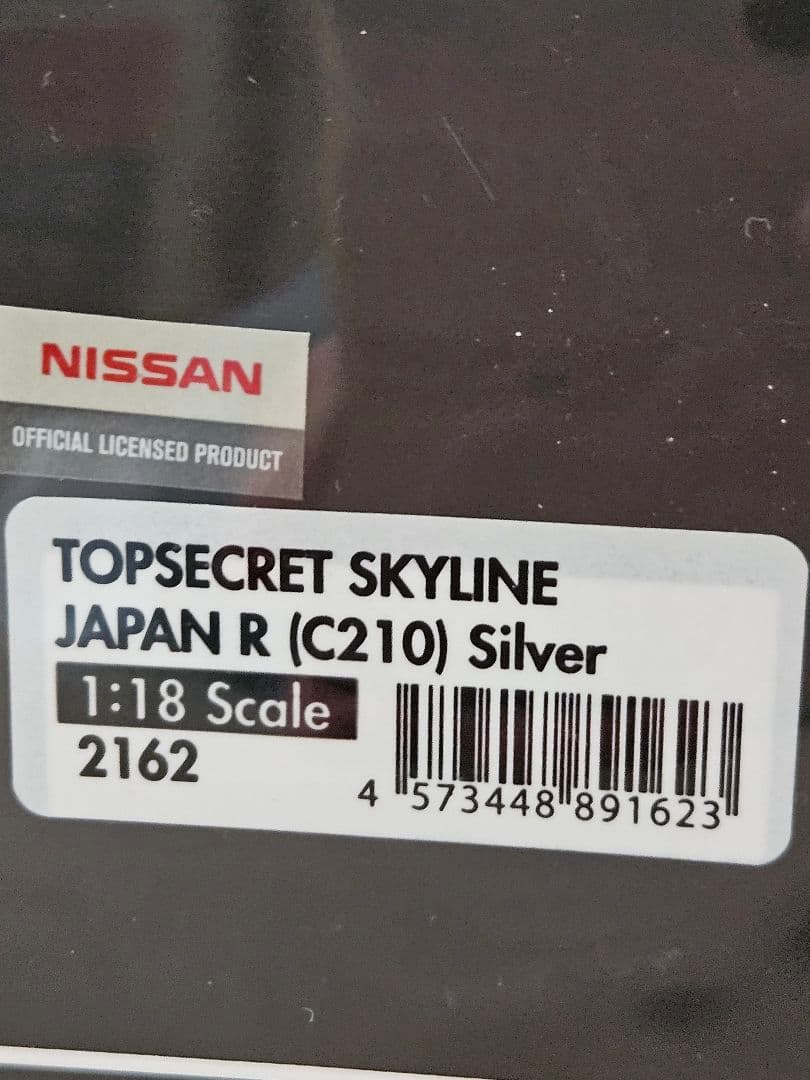 NISSAN
OFFICIAL LICENSED PRODUCT
TOPSECRET SKYLINE
JAPAN R (C210) Silver
1:18 Scale
2162
4 573448 891623